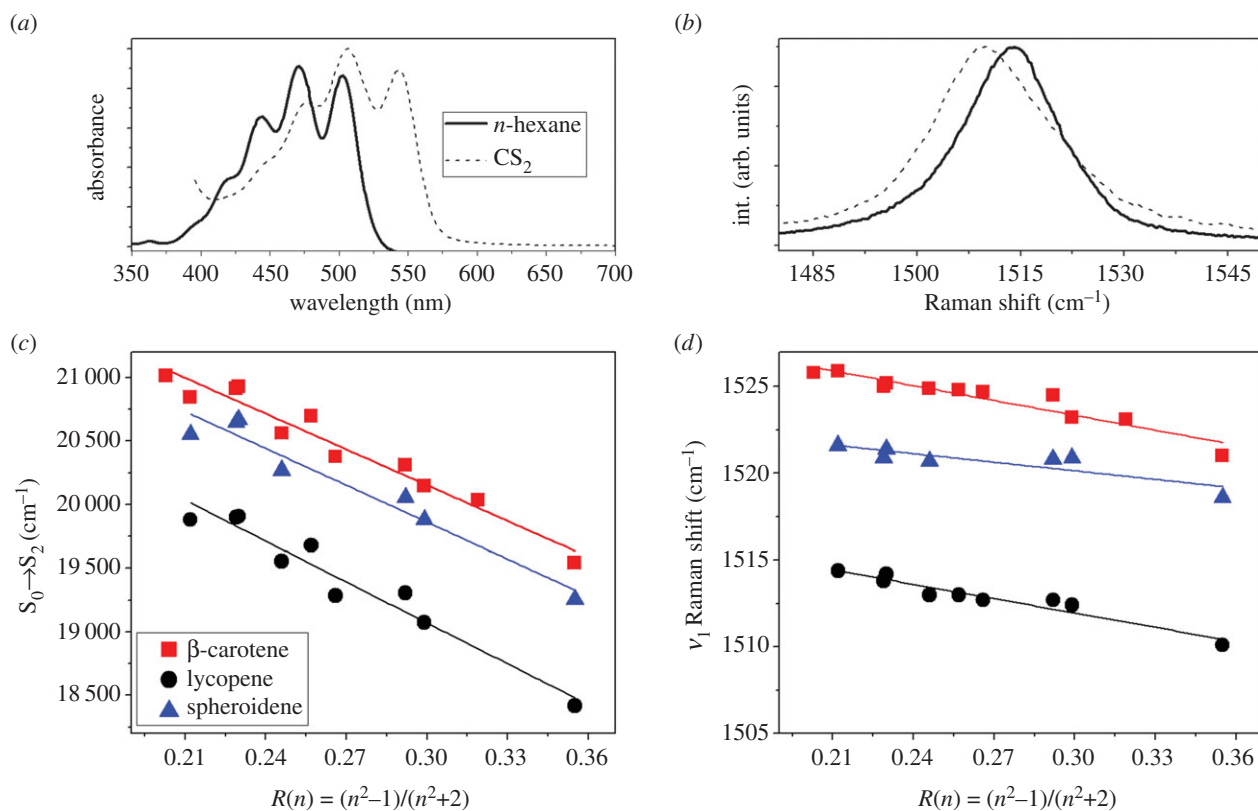 (a)
absorbance
n-hexane
CS₂
350 400 450 500 550 600 650 700
wavelength (nm)
(b)
int. (arb. units)
1485 1500 1515 1530 1545
Raman shift (cm⁻¹)
(c)
S₀→S₂ (cm⁻¹)
21 000
20 500
20 000
19 500
19 000
18 500
β-carotene
lycopene
spheroidene
0.21 0.24 0.27 0.30 0.33 0.36
R(n) = (n²–1)/(n²+2)
(d)
ν₁ Raman shift (cm⁻¹)
1525
1520
1515
1510
1505
0.21 0.24 0.27 0.30 0.33 0.36
R(n) = (n²–1)/(n²+2)